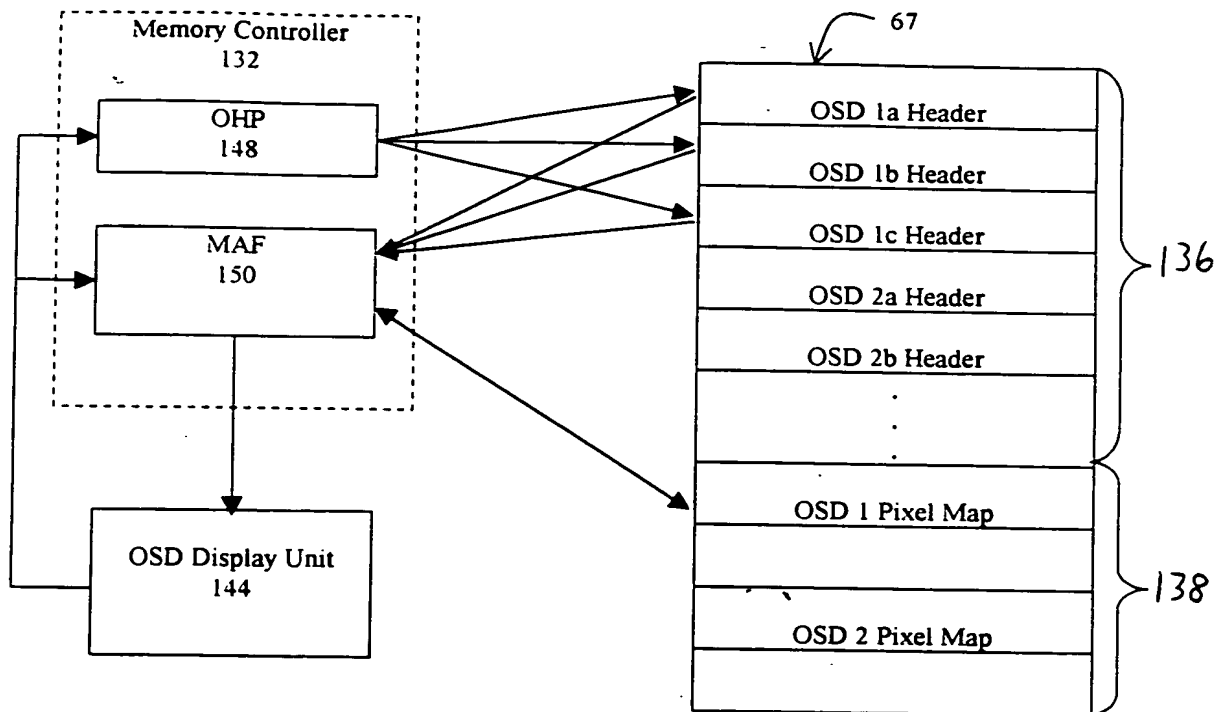 Memory Controller
132
OHP
148
MAF
150
OSD Display Unit
144
67
OSD 1a Header
OSD 1b Header
OSD 1c Header
OSD 2a Header
OSD 2b Header
.
.
.
OSD 1 Pixel Map
OSD 2 Pixel Map
136
138